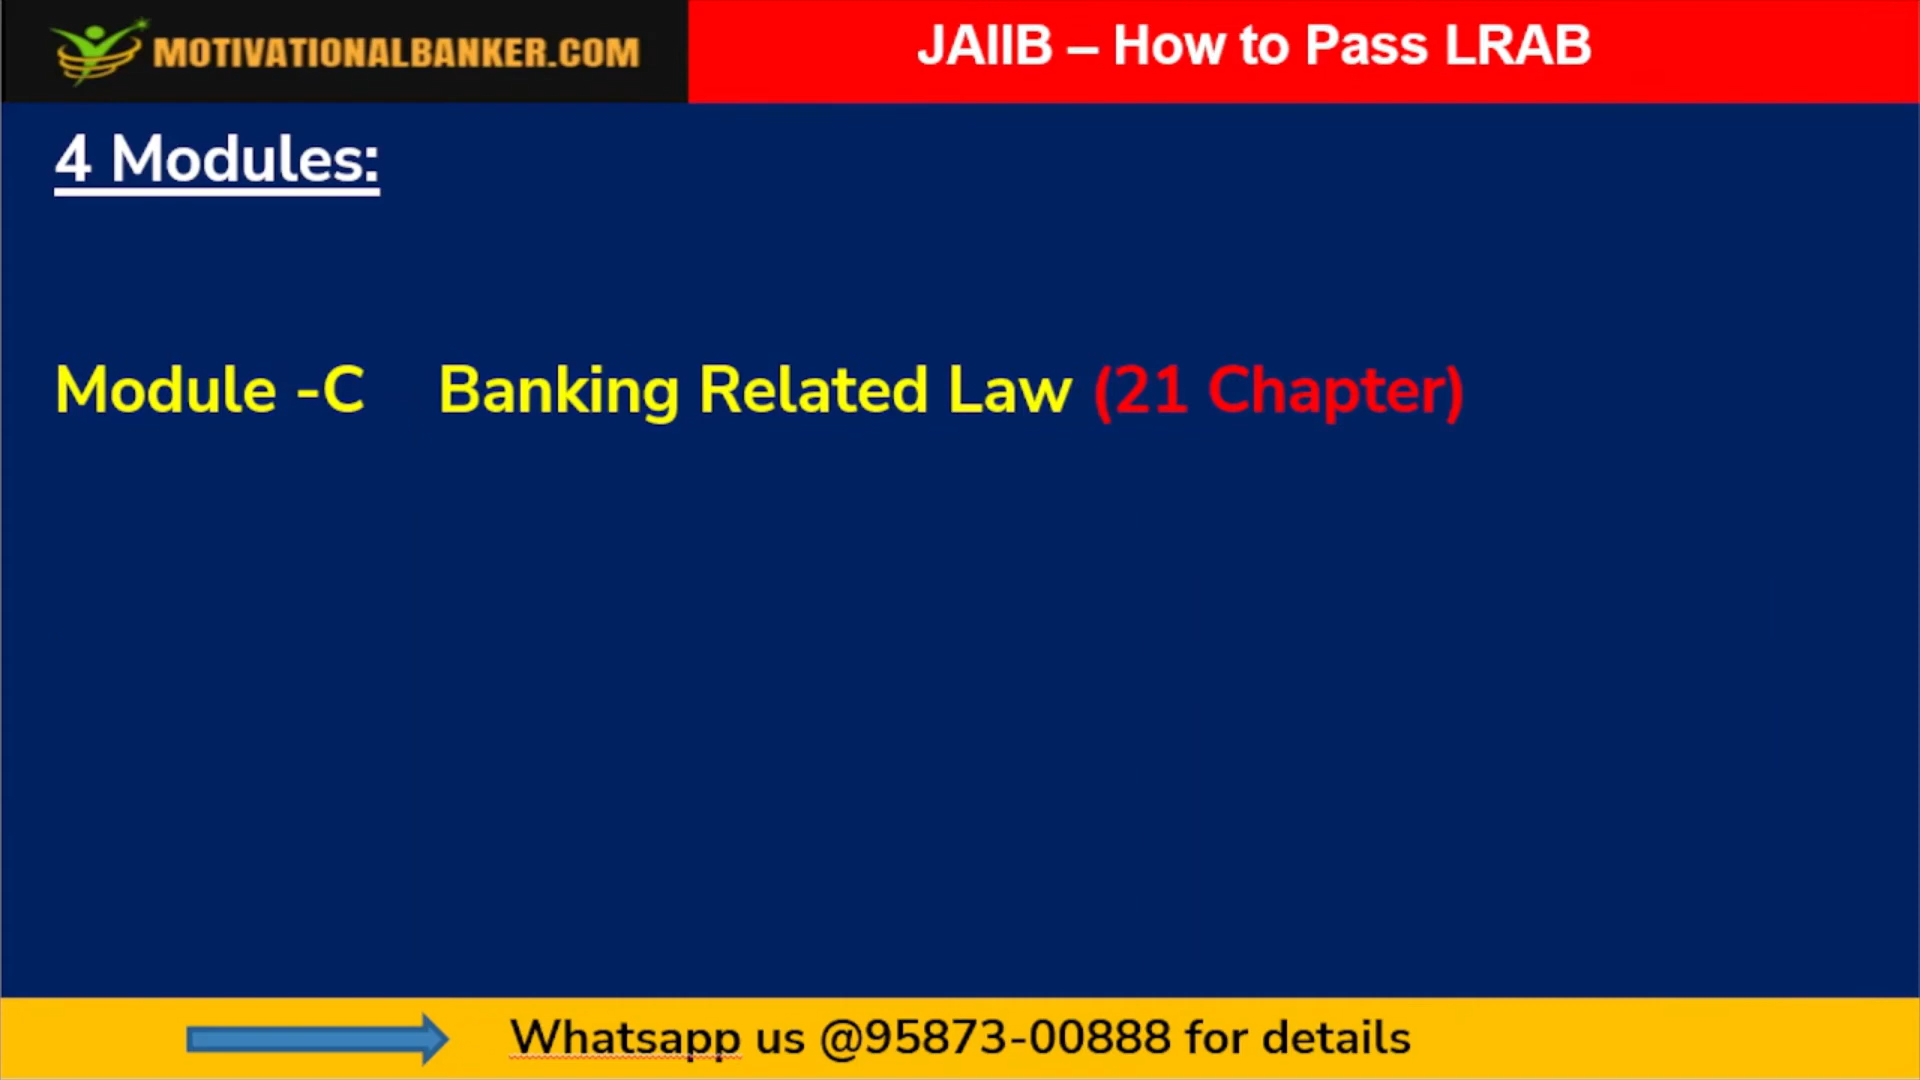 MOTIVATIONALBANKER.COM
JAIIB – How to Pass LRAB
4 Modules:
Module -C Banking Related Law (21 Chapter)
Whatsapp us @95873-00888 for details